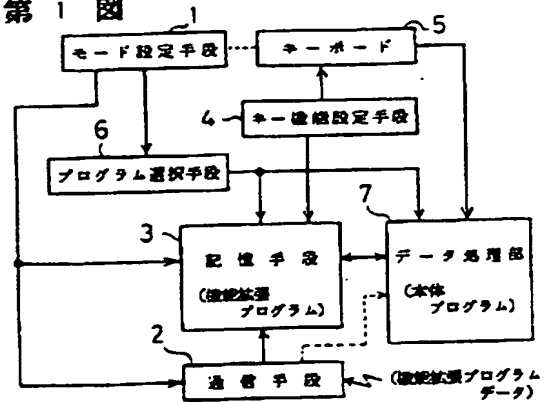 第 1 図
1
モード設定手段
5
キーボード
4
キー機能設定手段
6
プログラム選択手段
3
記憶手段
(機能拡張
プログラム)
7
データ処理部
(本体
プログラム)
2
通信手段
(機能拡張プログラム
データ)